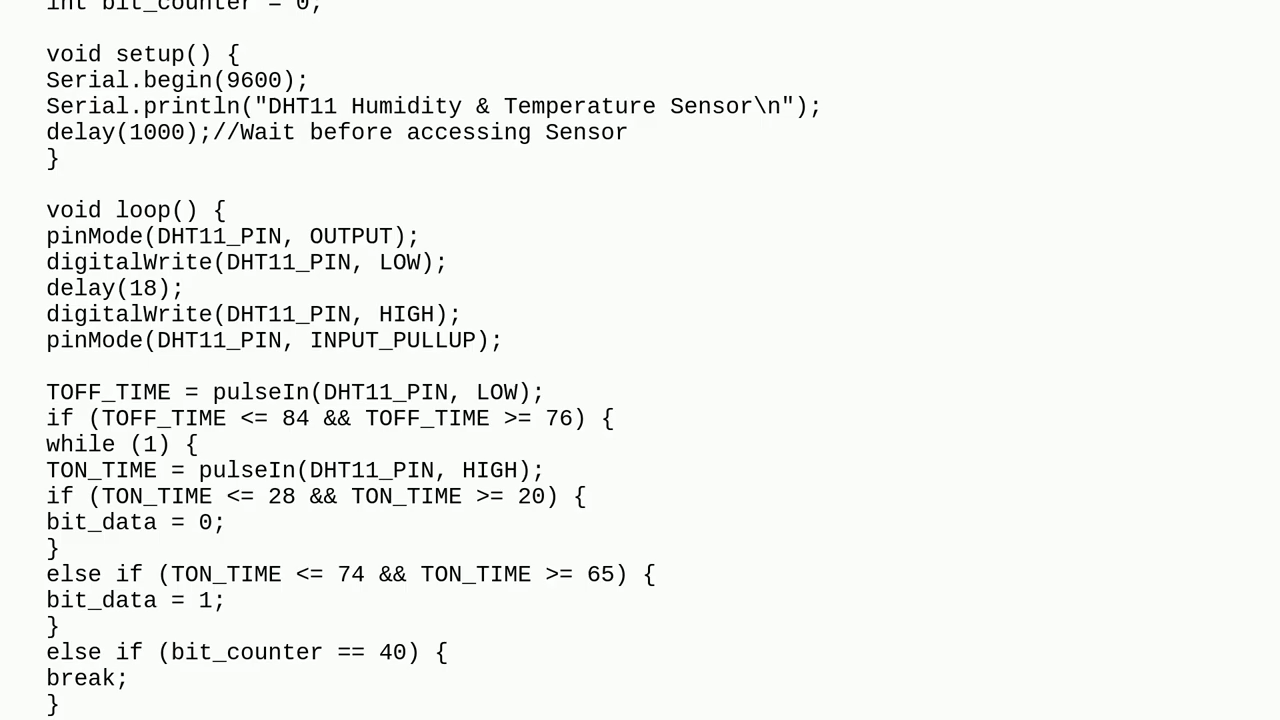 int bit_counter = 0;
void setup() {
Serial.begin(9600);
Serial.println("DHT11 Humidity & Temperature Sensor\n");
delay(1000);//Wait before accessing Sensor
}
void loop() {
pinMode(DHT11_PIN, OUTPUT);
digitalWrite(DHT11_PIN, LOW);
delay(18);
digitalWrite(DHT11_PIN, HIGH);
pinMode(DHT11_PIN, INPUT_PULLUP);
TOFF_TIME = pulseIn(DHT11_PIN, LOW);
if (TOFF_TIME <= 84 && TOFF_TIME >= 76) {
while (1) {
TON_TIME = pulseIn(DHT11_PIN, HIGH);
if (TON_TIME <= 28 && TON_TIME >= 20) {
bit_data = 0;
}
else if (TON_TIME <= 74 && TON_TIME >= 65) {
bit_data = 1;
}
else if (bit_counter == 40) {
break;
}